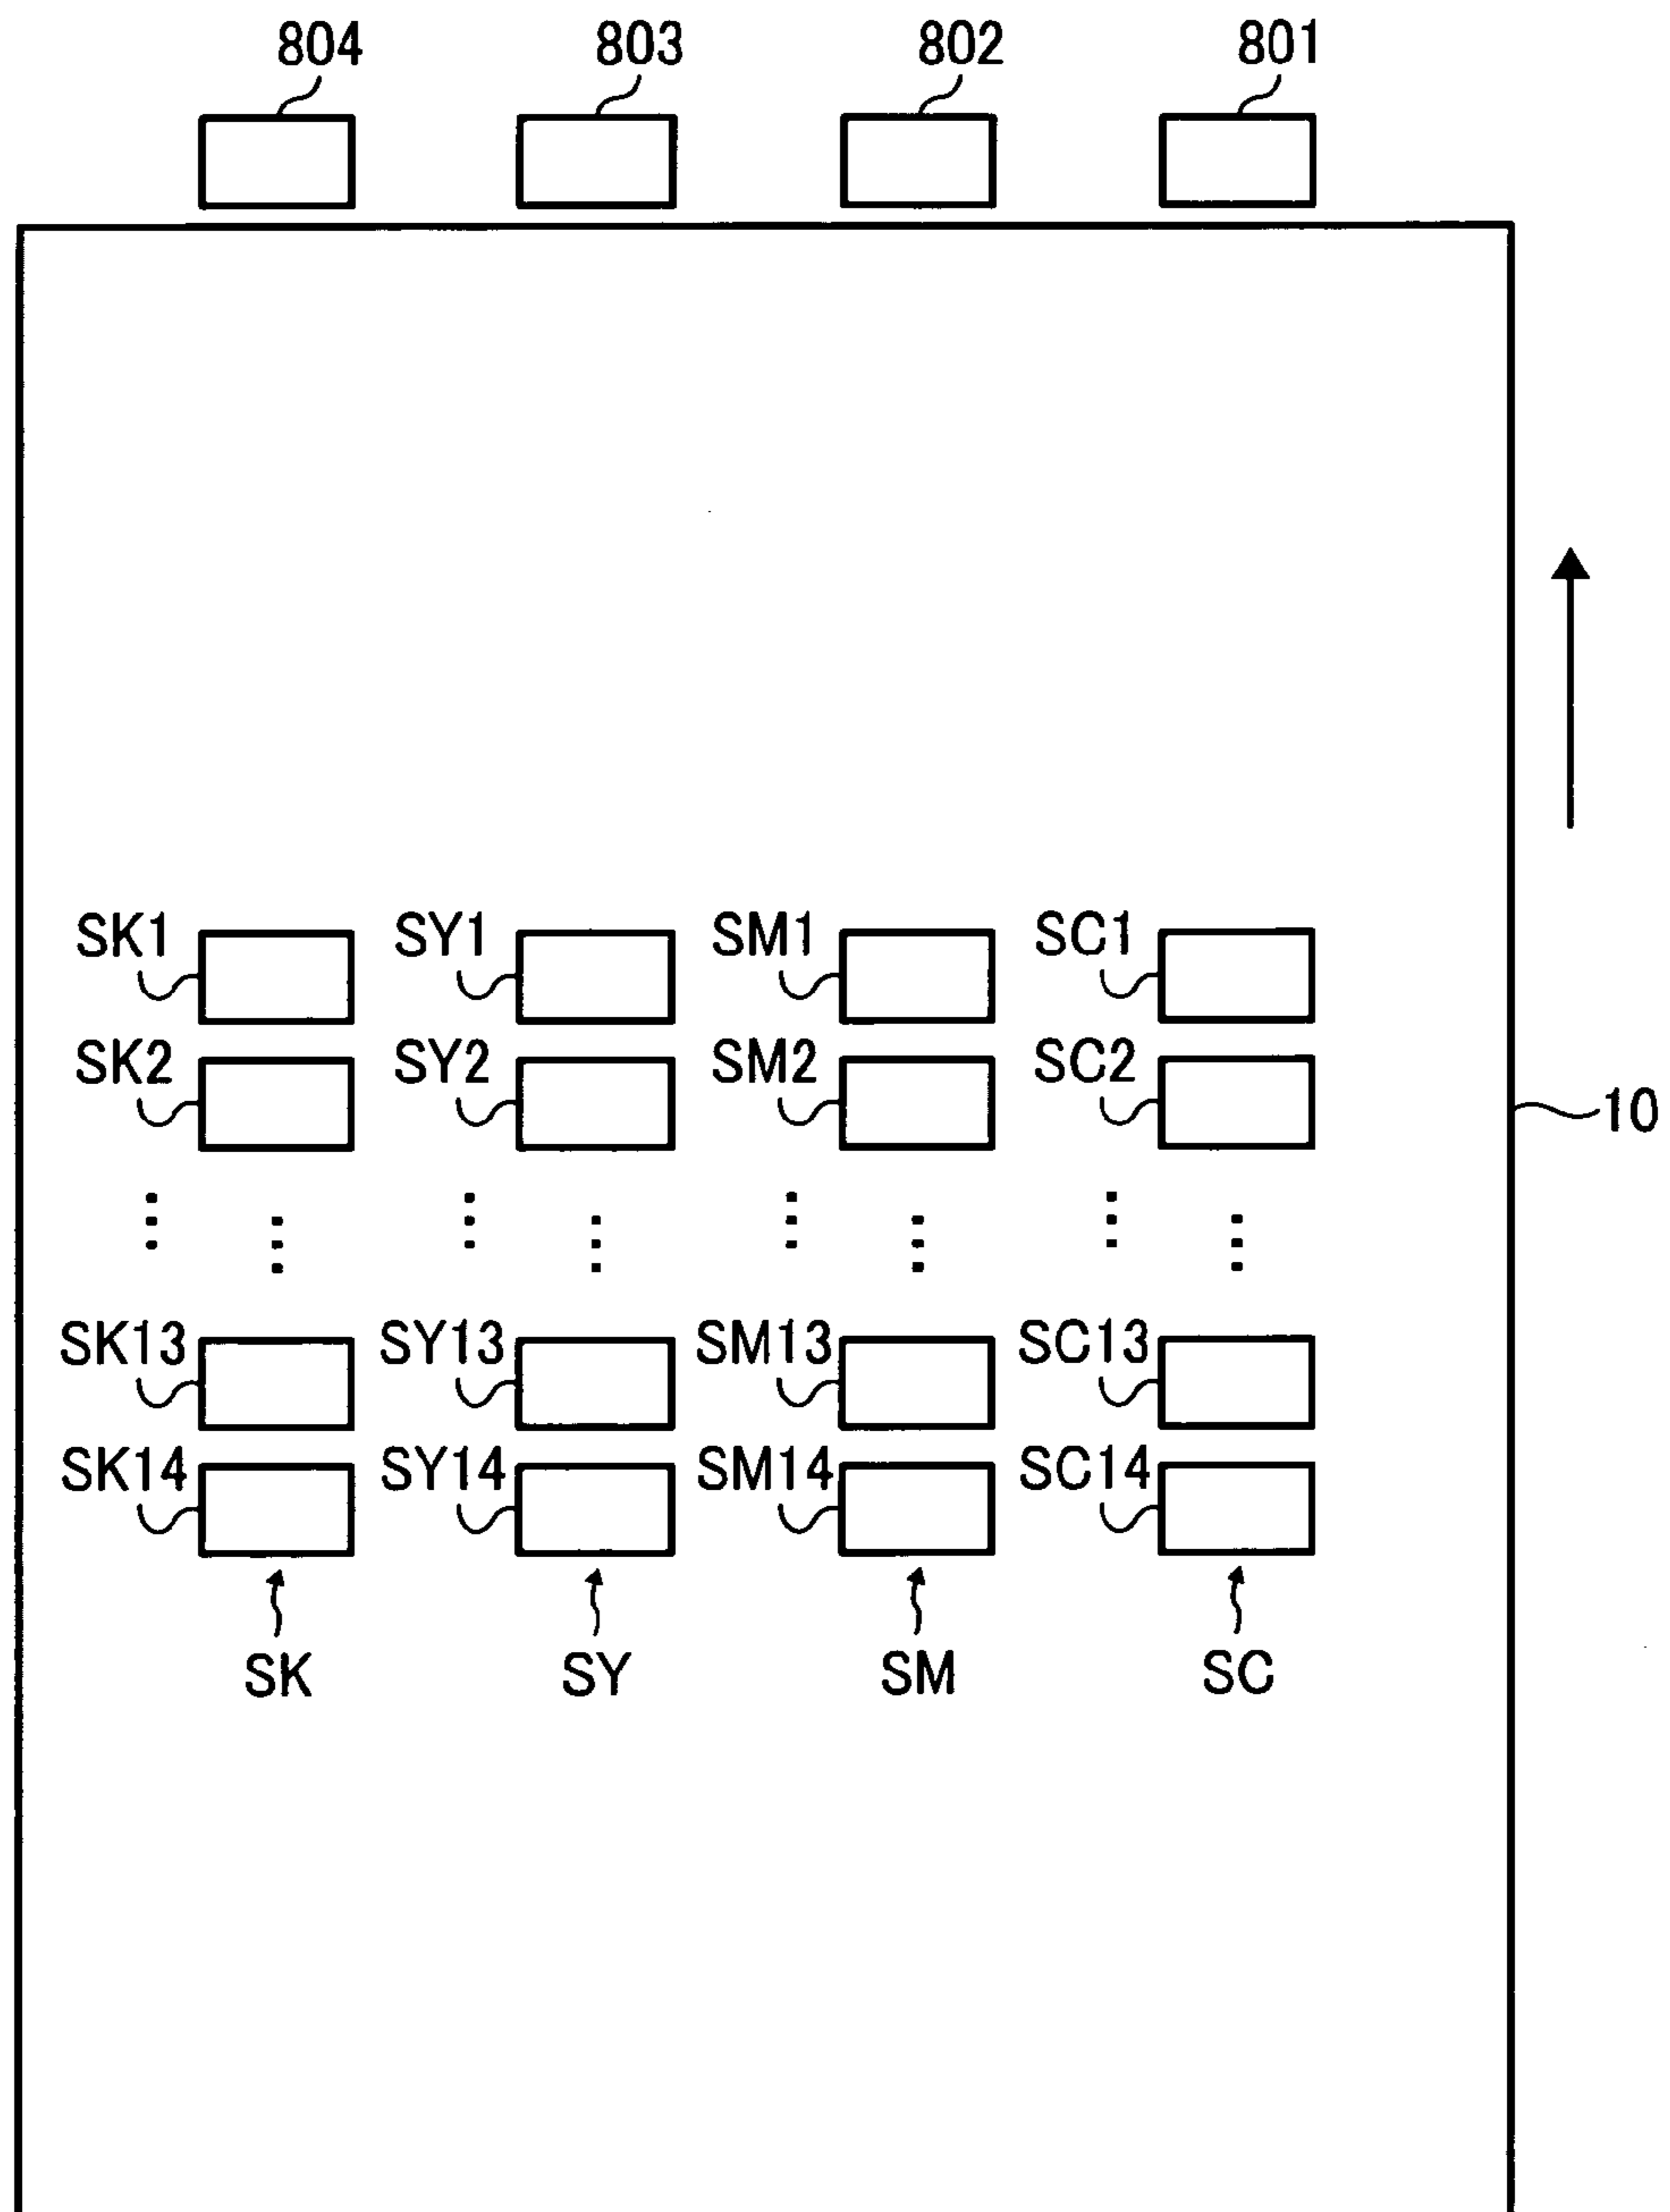 804 803 802 801
SK1 SY1 SM1 SC1
SK2 SY2 SM2 SC2
10
SK13 SY13 SM13 SC13
SK14 SY14 SM14 SC14
SK SY SM SC